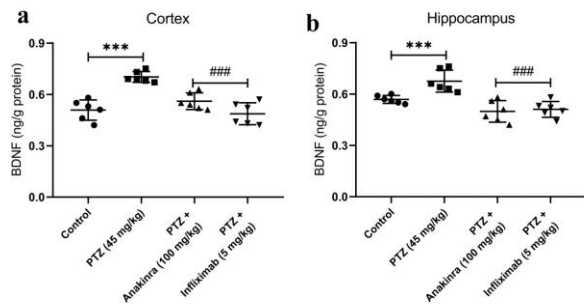 a
Cortex
BDNF (ng/g protein)
0.9
0.6
0.3
0.0
***
###
Control
PTZ (45 mg/kg)
PTZ +
Anakinra (100 mg/kg)
PTZ +
Infliximab (5 mg/kg)
b
Hippocampus
BDNF (ng/g protein)
0.9
0.6
0.3
0.0
***
###
Control
PTZ (45 mg/kg)
PTZ +
Anakinra (100 mg/kg)
PTZ +
Infliximab (5 mg/kg)